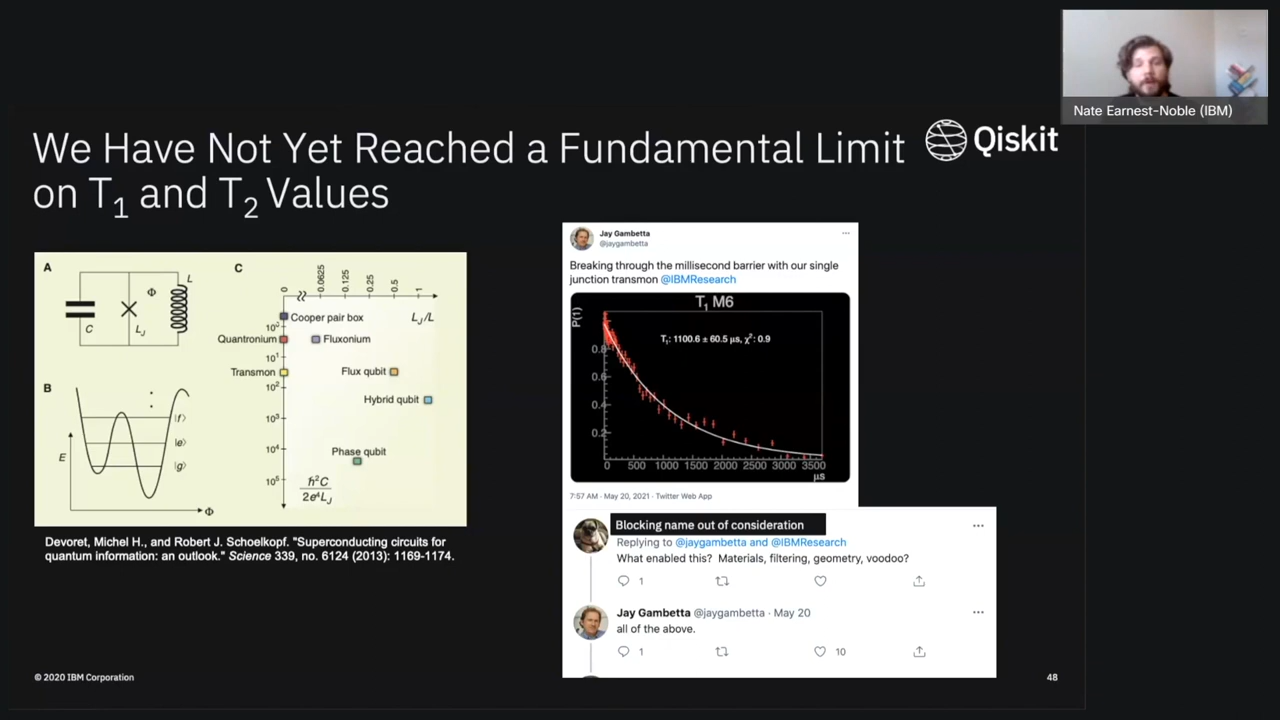 Nate Earnest-Noble (IBM)
We Have Not Yet Reached a Fundamental Limit
on T1 and T2 Values
Qiskit
A
L
Φ
C
LJ
B
|f⟩
|e⟩
|g⟩
E
Φ
C
0
0.0625
0.125
0.25
0.5
1
LJ/L
Cooper pair box
10⁰
Quantronium
Fluxonium
10¹
Transmon
Flux qubit
10²
Hybrid qubit
10³
10⁴
Phase qubit
10⁵
ħ²C
2e⁴LJ
Devoret, Michel H., and Robert J. Schoelkopf. "Superconducting circuits for
quantum information: an outlook." Science 339, no. 6124 (2013): 1169-1174.
Jay Gambetta
@jaygambetta
Breaking through the millisecond barrier with our single
junction transmon @IBMResearch
T1 M6
P(1)
T1: 1100.6 ± 60.5 µs, χ²: 0.9
0.8
0.6
0.4
0.2
0 500 1000 1500 2000 2500 3000 3500
µs
7:57 AM · May 20, 2021 · Twitter Web App
Blocking name out of consideration
Replying to @jaygambetta and @IBMResearch
What enabled this? Materials, filtering, geometry, voodoo?
1
Jay Gambetta @jaygambetta · May 20
all of the above.
1 10
© 2020 IBM Corporation
48